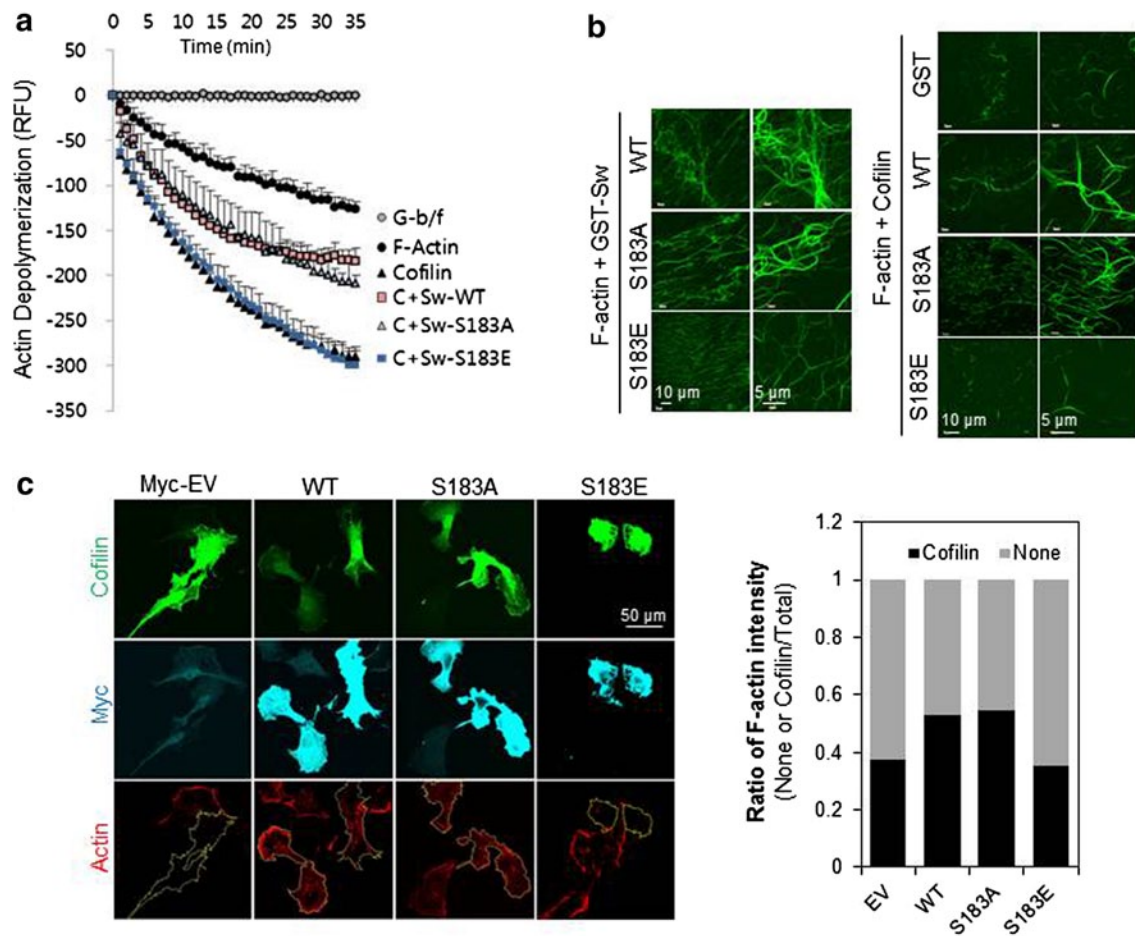 a
0 5 10 15 20 25 30 35
Time (min)
50
0
-50
-100
-150
-200
-250
-300
-350
Actin Depolymerization (RFU)
G-b/f
F-Actin
Cofilin
C+Sw-WT
C+Sw-S183A
C+Sw-S183E
b
F-actin + GST-Sw
WT
S183A
S183E
10 µm
5 µm
F-actin + Cofilin
GST
WT
S183A
S183E
10 µm
5 µm
c
Myc-EV WT S183A S183E
Cofilin
50 µm
Myc
Actin
Ratio of F-actin intensity
(None or Cofilin/Total)
1.2
1
0.8
0.6
0.4
0.2
0
Cofilin None
EV WT S183A S183E